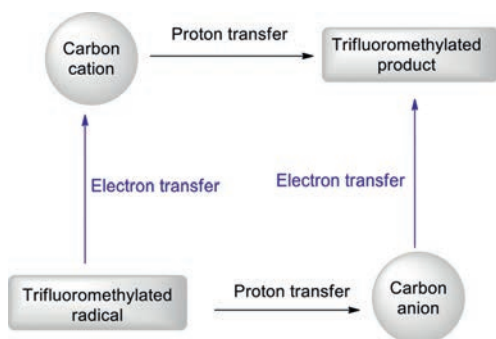 Carbon
cation
Proton transfer
Trifluoromethylated
product
Electron transfer
Electron transfer
Trifluoromethylated
radical
Proton transfer
Carbon
anion